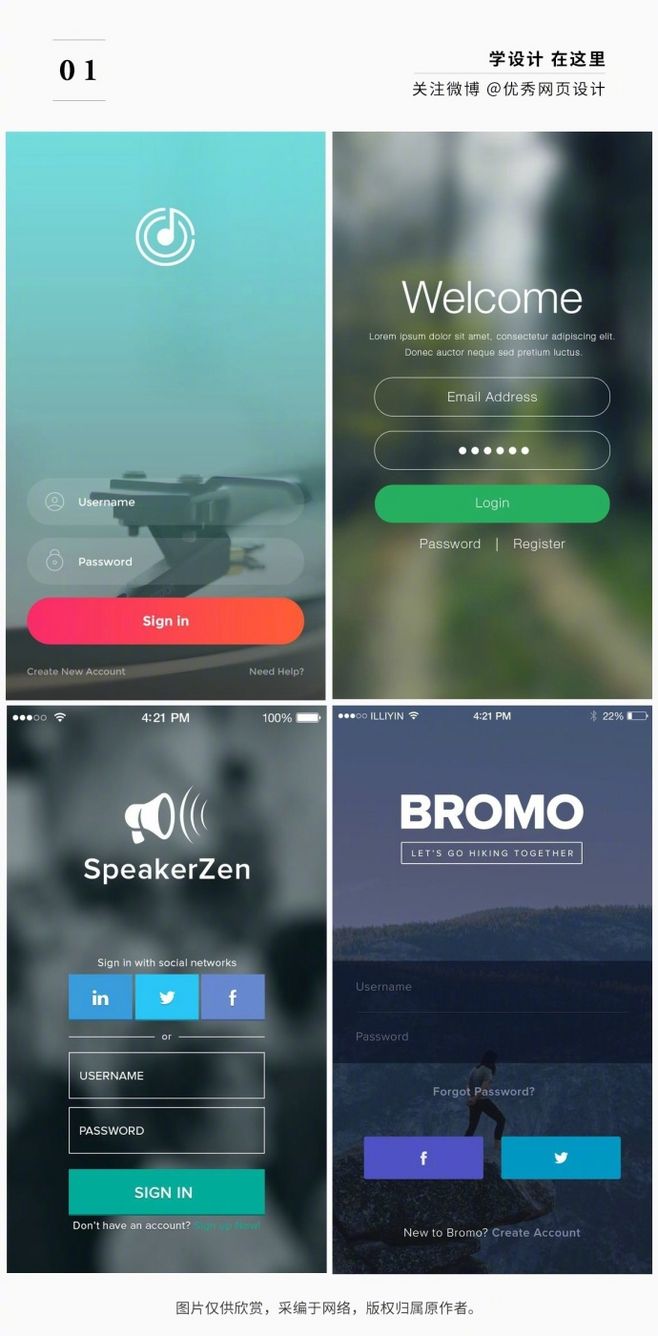 01
学设计 在这里
关注微博 @优秀网页设计
Username
Password
Sign in
Create New Account
Need Help?
Welcome
Lorem ipsum dolor sit amet, consectetur adipiscing elit.
Donec auctor neque sed pretium luctus.
Email Address
Login
Password | Register
4:21 PM
100%
SpeakerZen
Sign in with social networks
in
f
or
USERNAME
PASSWORD
SIGN IN
Don't have an account? Sign up Now!
ILLIYIN
4:21 PM
22%
BROMO
LET'S GO HIKING TOGETHER
Username
Password
Forgot Password?
f
New to Bromo? Create Account
图片仅供欣赏，采编于网络，版权归属原作者。